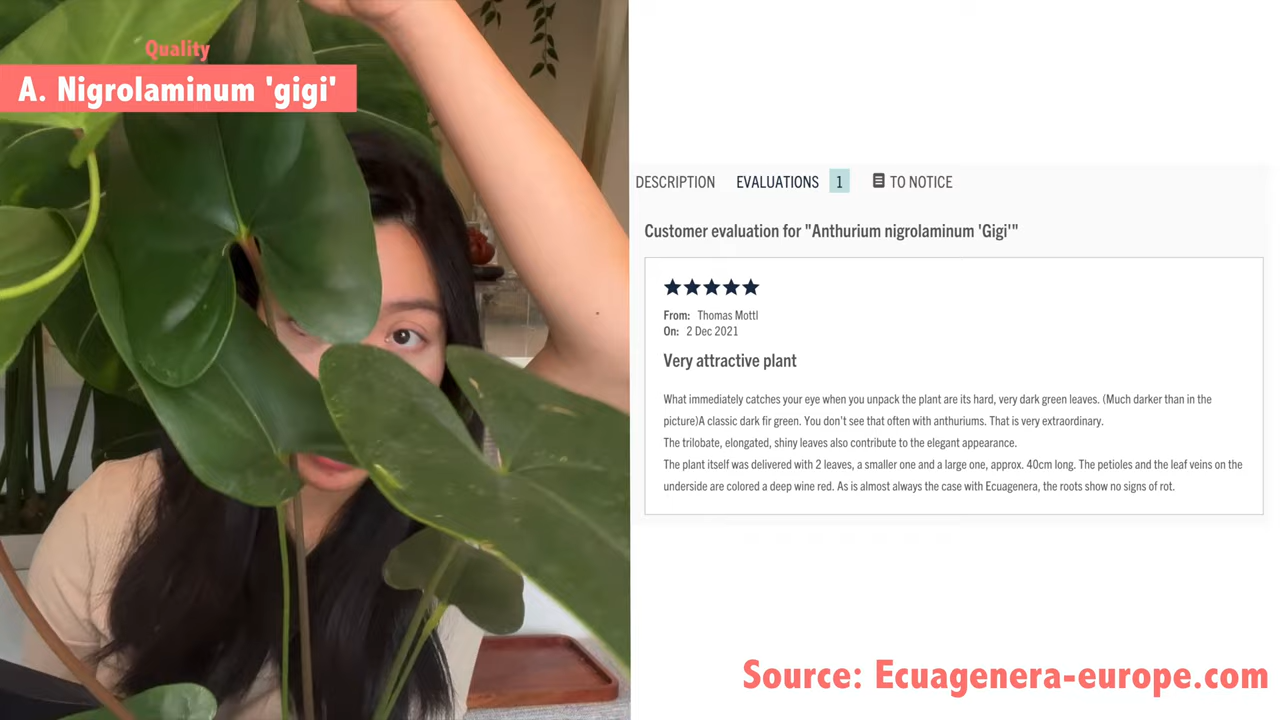 Quality
A. Nigrolaminum 'gigi'
DESCRIPTION EVALUATIONS 1 TO NOTICE
Customer evaluation for "Anthurium nigrolaminum 'Gigi'"
★★★★★
From: Thomas Mottl
On: 2 Dec 2021
Very attractive plant
What immediately catches your eye when you unpack the plant are its hard, very dark green leaves. (Much darker than in the
picture)A classic dark fir green. You don't see that often with anthuriums. That is very extraordinary.
The trilobate, elongated, shiny leaves also contribute to the elegant appearance.
The plant itself was delivered with 2 leaves, a smaller one and a large one, approx. 40cm long. The petioles and the leaf veins on the
underside are colored a deep wine red. As is almost always the case with Ecuagenera, the roots show no signs of rot.
Source: Ecuagenera-europe.com